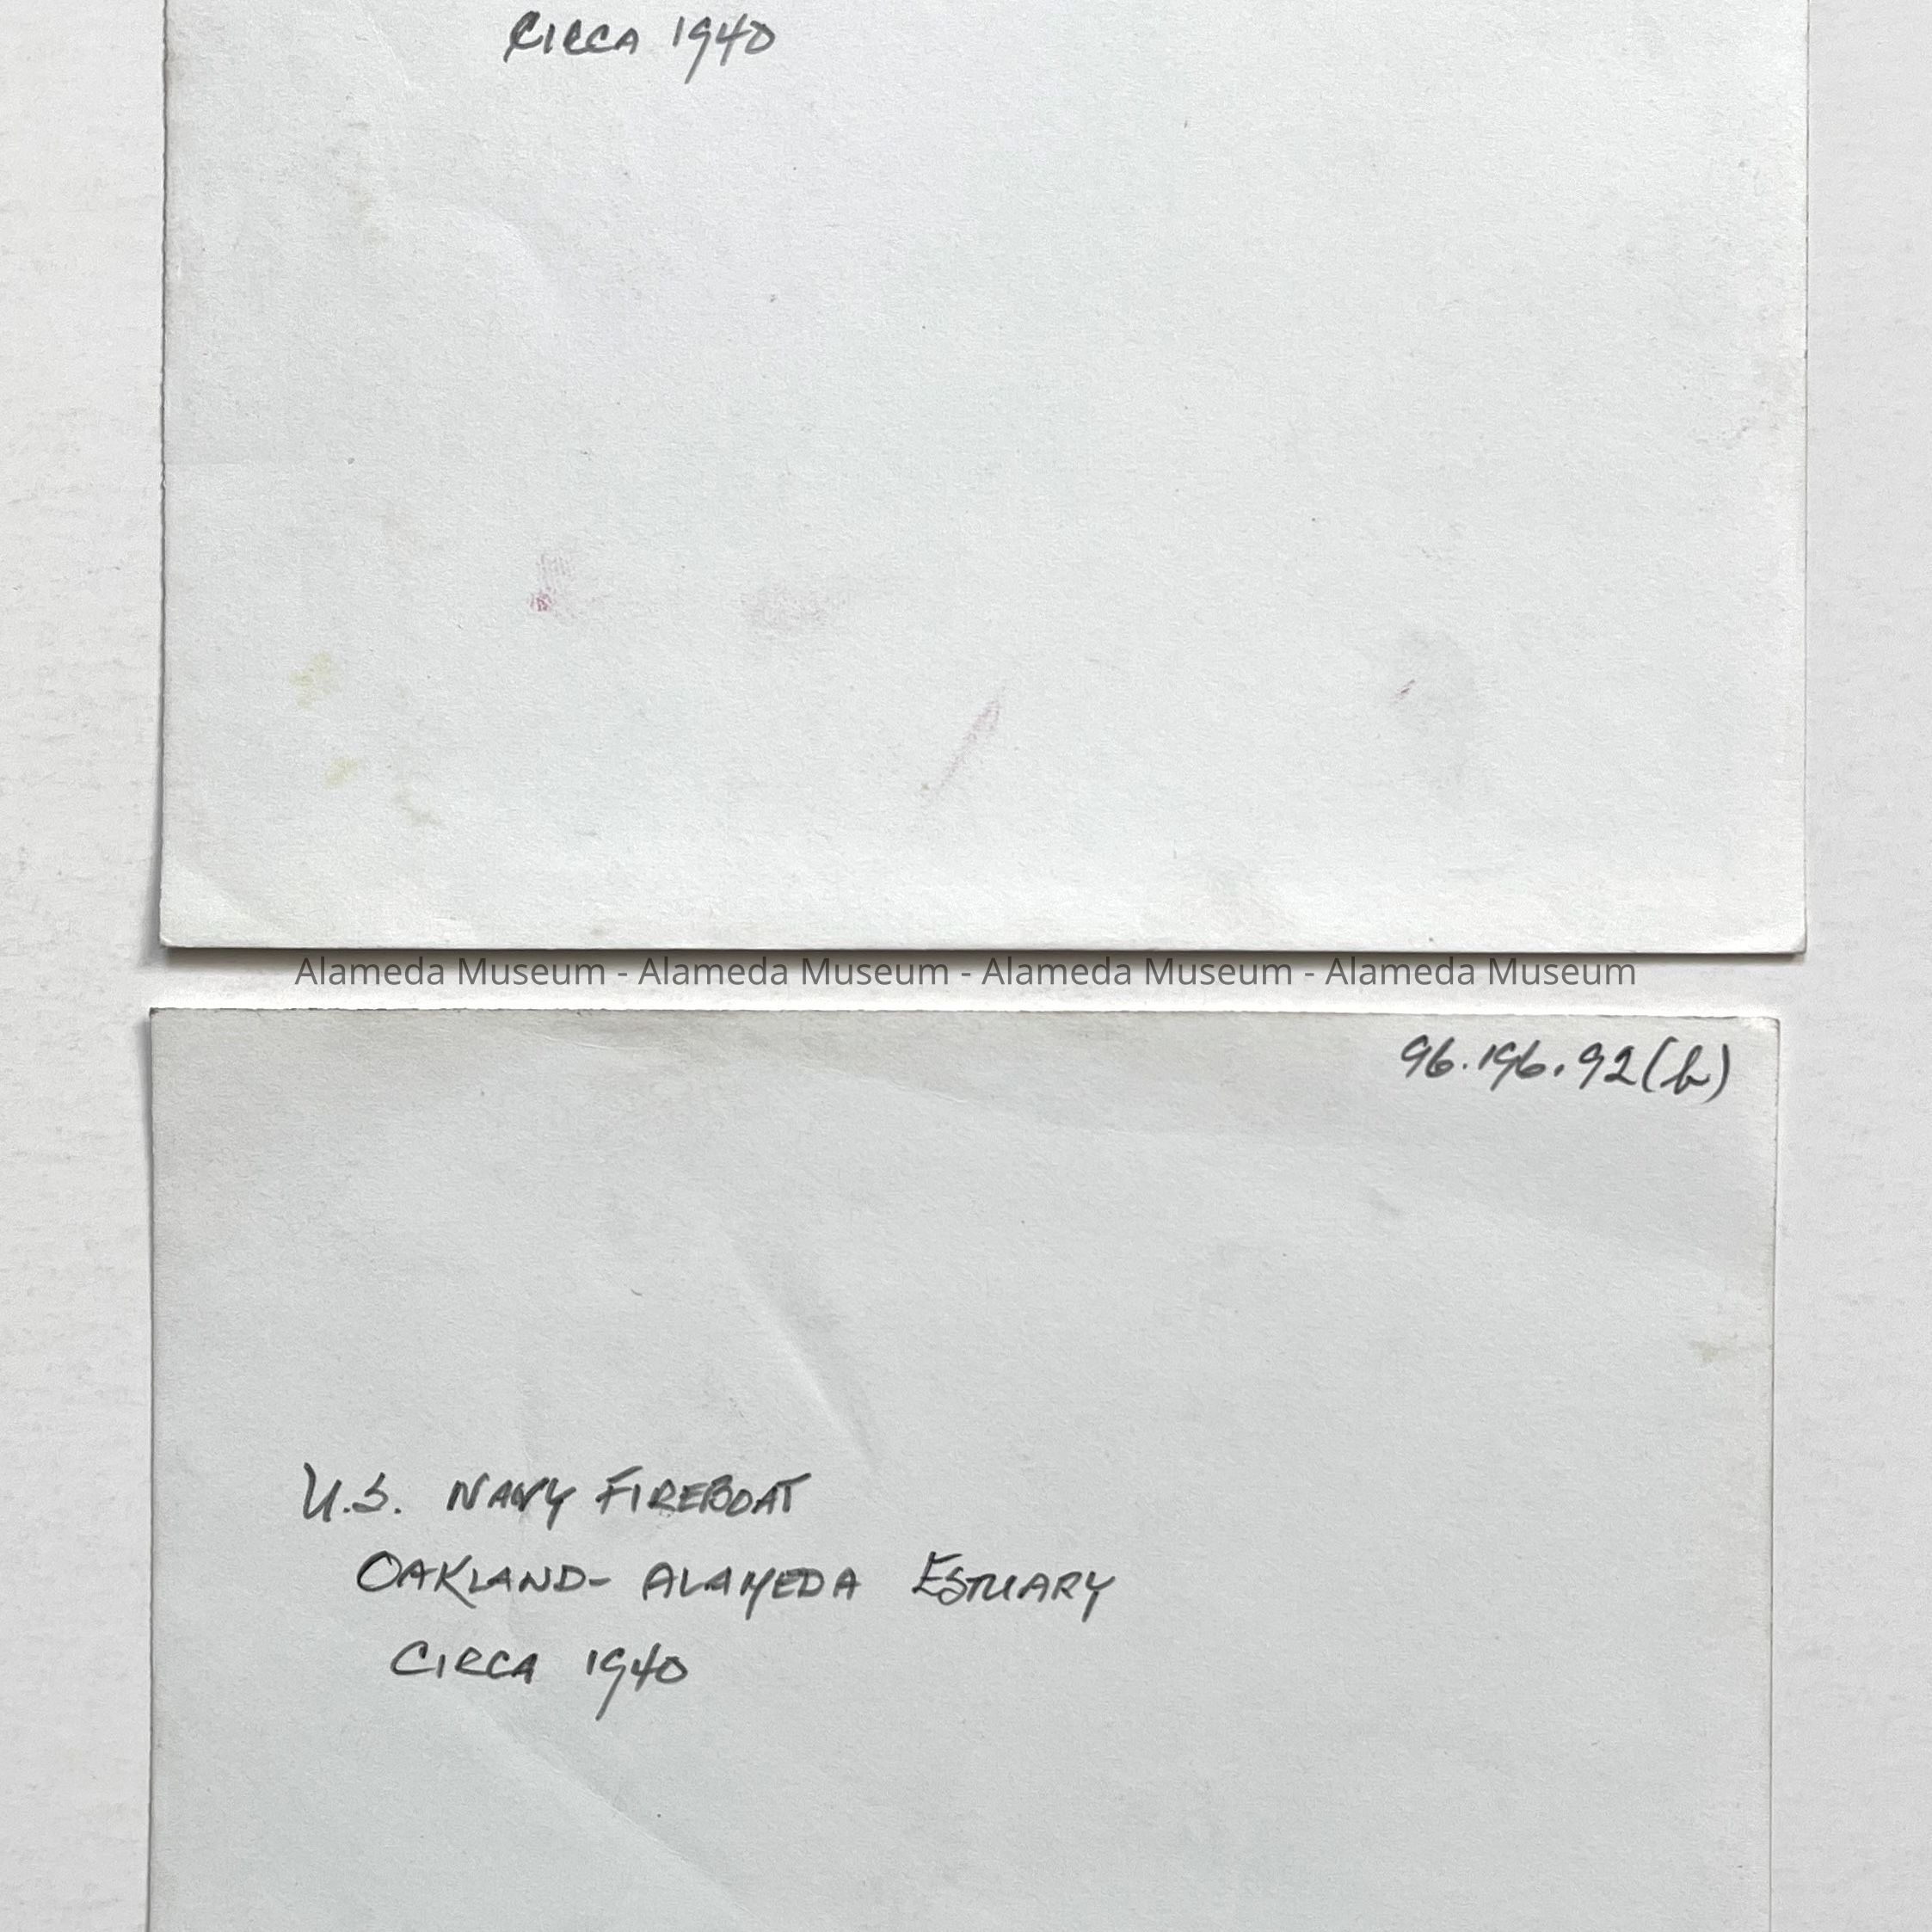 CIRCA 1940
Alameda Museum - Alameda Museum - Alameda Museum - Alameda Museum
96.196.92(b)
U.S. NAVY FIREBOAT
OAKLAND- ALAMEDA ESTUARY
CIRCA 1940